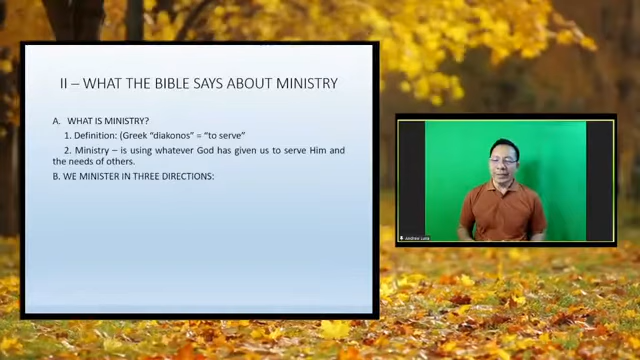 II – WHAT THE BIBLE SAYS ABOUT MINISTRY
A. WHAT IS MINISTRY?
1. Definition: (Greek "diakonos" = "to serve"
2. Ministry – is using whatever God has given us to serve Him and
the needs of others.
B. WE MINISTER IN THREE DIRECTIONS:
Andrew Luna